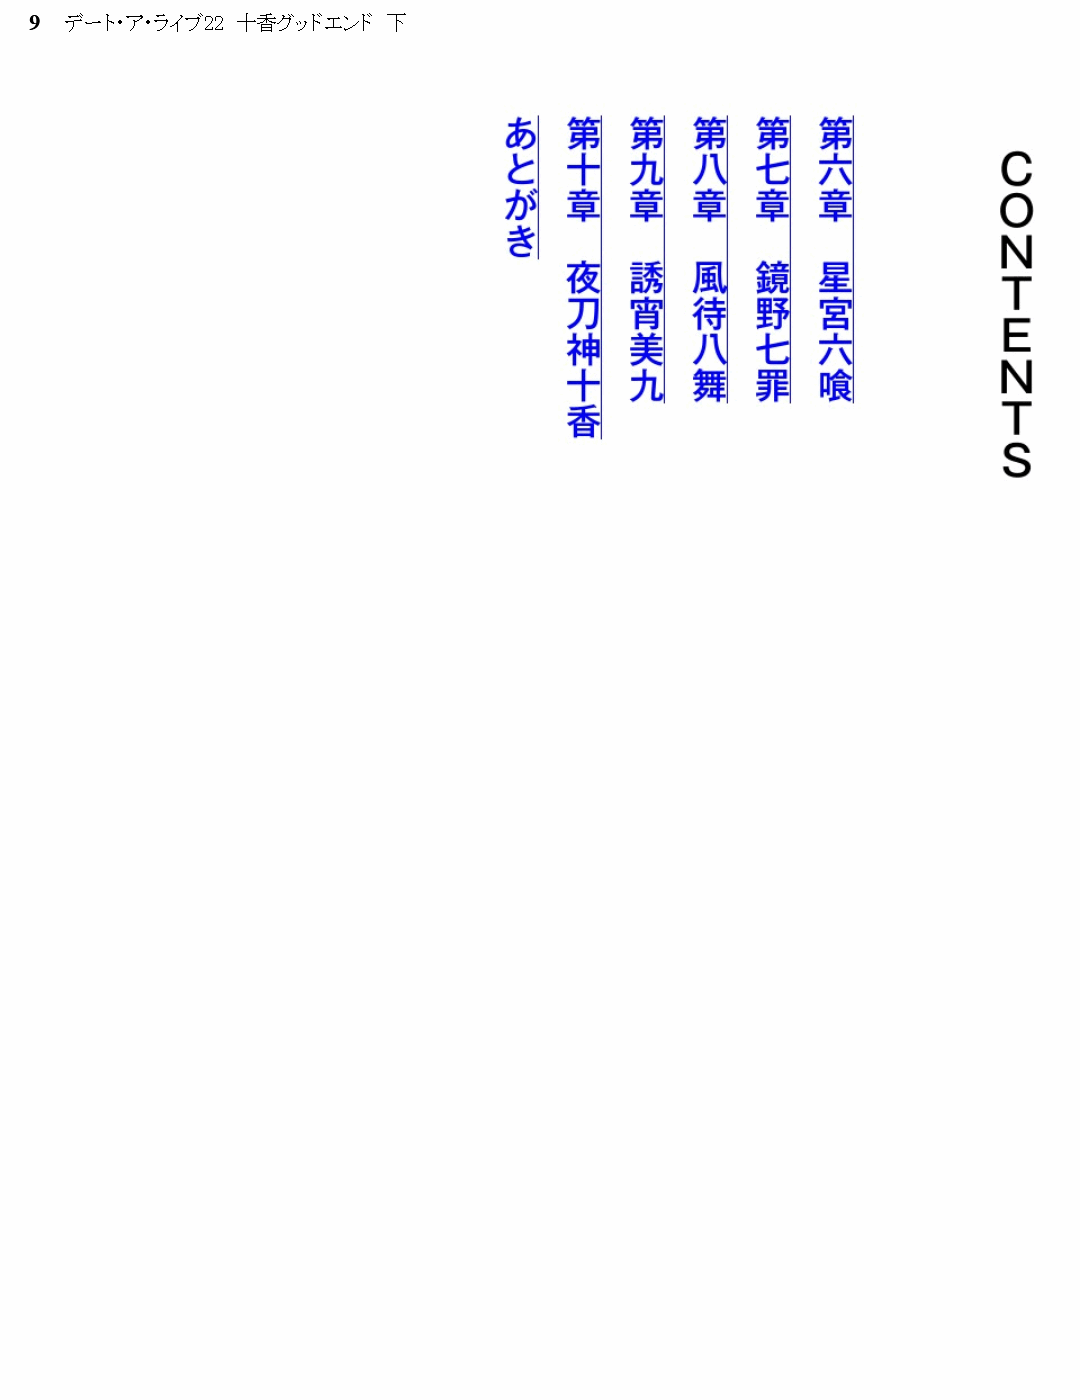 9 デート・ア・ライブ22 十香グッドエンド 下
CONTENTS
第六章 星宮六喰
第七章 鏡野七罪
第八章 風待八舞
第九章 誘宵美九
第十章 夜刀神十香
あとがき